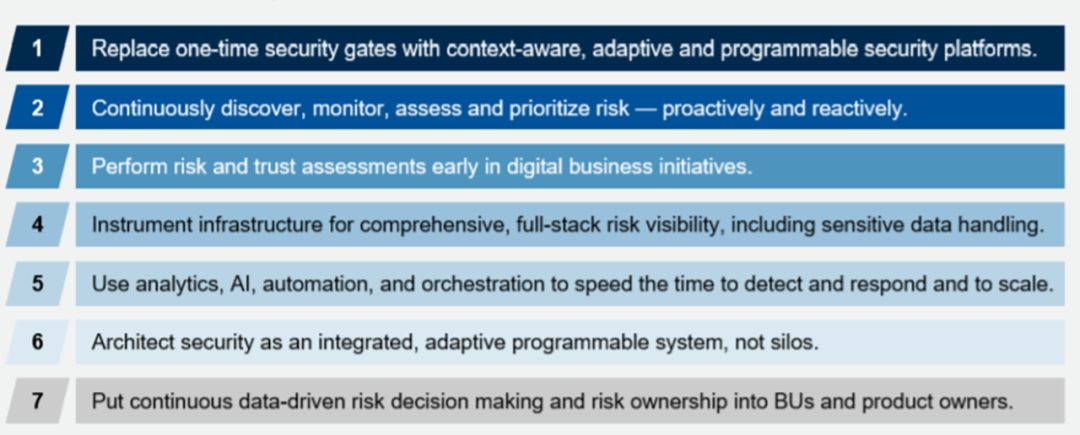 1 Replace one-time security gates with context-aware, adaptive and programmable security platforms.
2 Continuously discover, monitor, assess and prioritize risk — proactively and reactively.
3 Perform risk and trust assessments early in digital business initiatives.
4 Instrument infrastructure for comprehensive, full-stack risk visibility, including sensitive data handling.
5 Use analytics, AI, automation, and orchestration to speed the time to detect and respond and to scale.
6 Architect security as an integrated, adaptive programmable system, not silos.
7 Put continuous data-driven risk decision making and risk ownership into BUs and product owners.